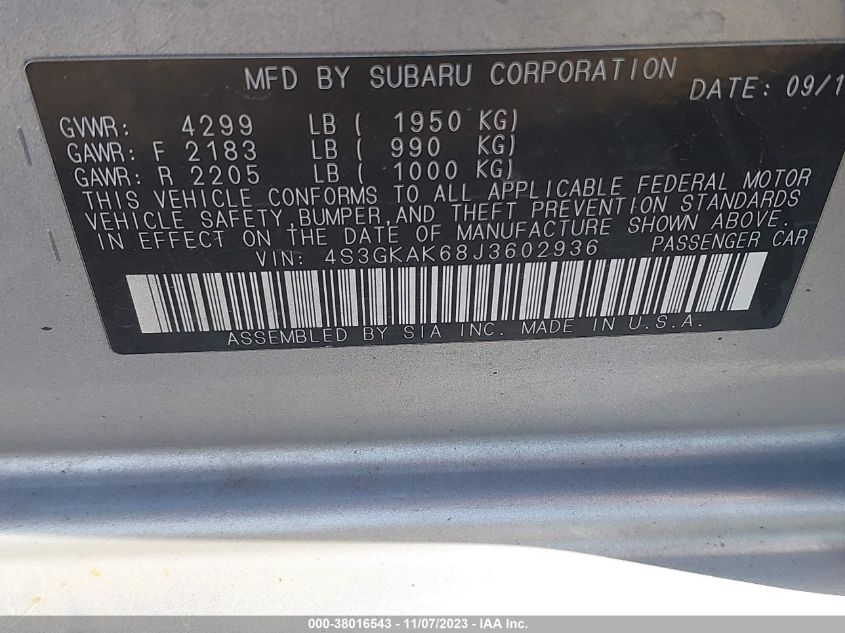 MFD BY SUBARU CORPORATION DATE: 09/1
GVWR: 4299 LB ( 1950 KG)
GAWR: F 2183 LB ( 990 KG)
GAWR: R 2205 LB ( 1000 KG)
THIS VEHICLE CONFORMS TO ALL APPLICABLE FEDERAL MOTOR
VEHICLE SAFETY,BUMPER,AND THEFT PREVENTION STANDARDS
IN EFFECT ON THE DATE OF MANUFACTURE SHOWN ABOVE.
VIN: 4S3GKAK68J3602936 PASSENGER CAR
ASSEMBLED BY SIA INC. MADE IN U.S.A.
000-38016543 - 11/07/2023 - IAA Inc.